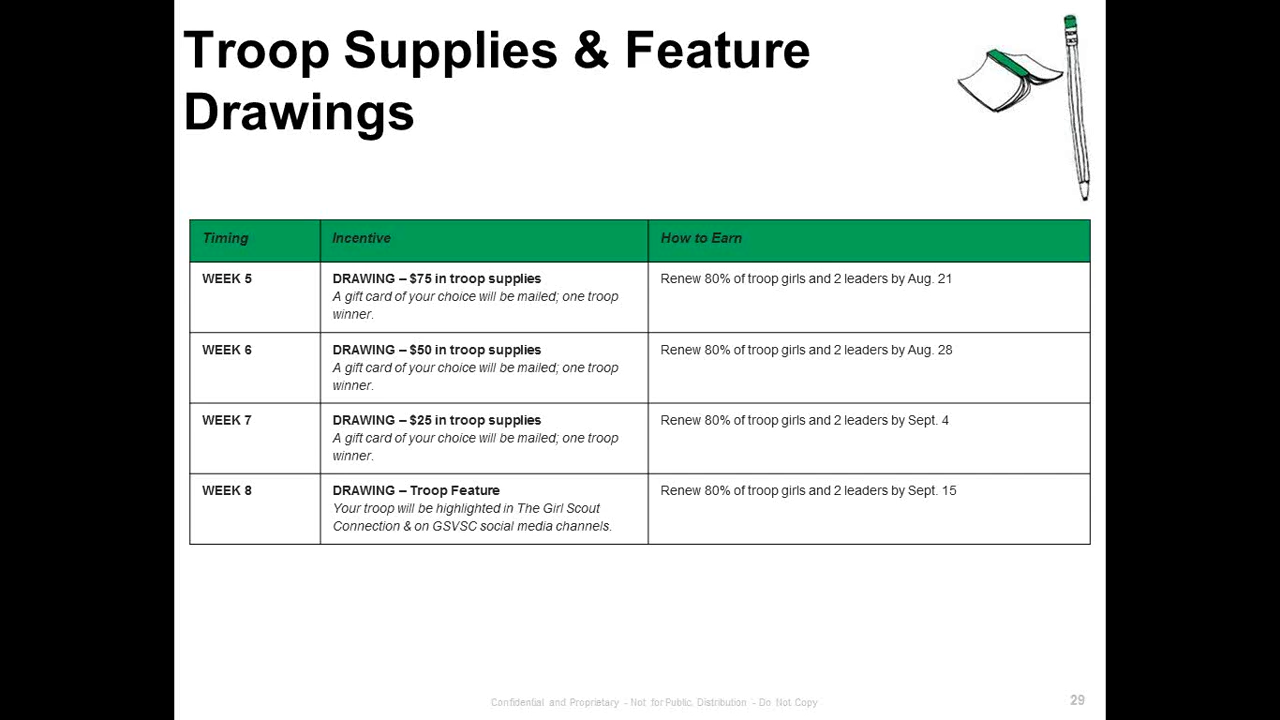 Troop Supplies & Feature
Drawings
Timing
Incentive
How to Earn
WEEK 5
DRAWING – $75 in troop supplies
A gift card of your choice will be mailed; one troop
winner.
Renew 80% of troop girls and 2 leaders by Aug. 21
WEEK 6
DRAWING – $50 in troop supplies
A gift card of your choice will be mailed; one troop
winner.
Renew 80% of troop girls and 2 leaders by Aug. 28
WEEK 7
DRAWING – $25 in troop supplies
A gift card of your choice will be mailed; one troop
winner.
Renew 80% of troop girls and 2 leaders by Sept. 4
WEEK 8
DRAWING – Troop Feature
Your troop will be highlighted in The Girl Scout
Connection & on GSVSC social media channels.
Renew 80% of troop girls and 2 leaders by Sept. 15
Confidential and Proprietary - Not for Public. Distribution - Do Not Copy
29